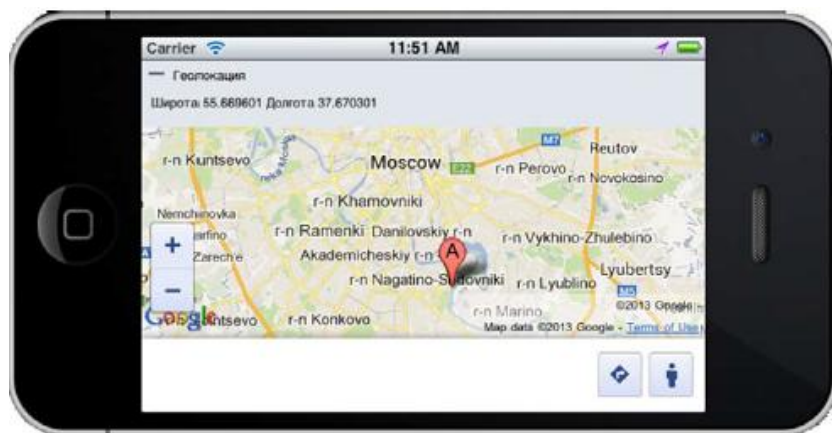 Carrier 11:51 AM
Геолокация
Широта: 55.669601 Долгота 37.670301
M7
Reutov
r-n Kuntsevo
Moscow
E22
r-n Perovo
r-n Novokosino
r-n Khamovniki
Nemchinovka
r-n Ramenki
Danilovskiy r-n
r-n Vykhino-Zhulebino
Zarech'e
Akademicheskiy r-n
A
Lyubertsy
r-n Nagatino-Sadovniki
r-n Lyublino
M5
©2013 Google
Google
r-n Konkovo
r-n Marino
Map data ©2013 Google - Terms of Use